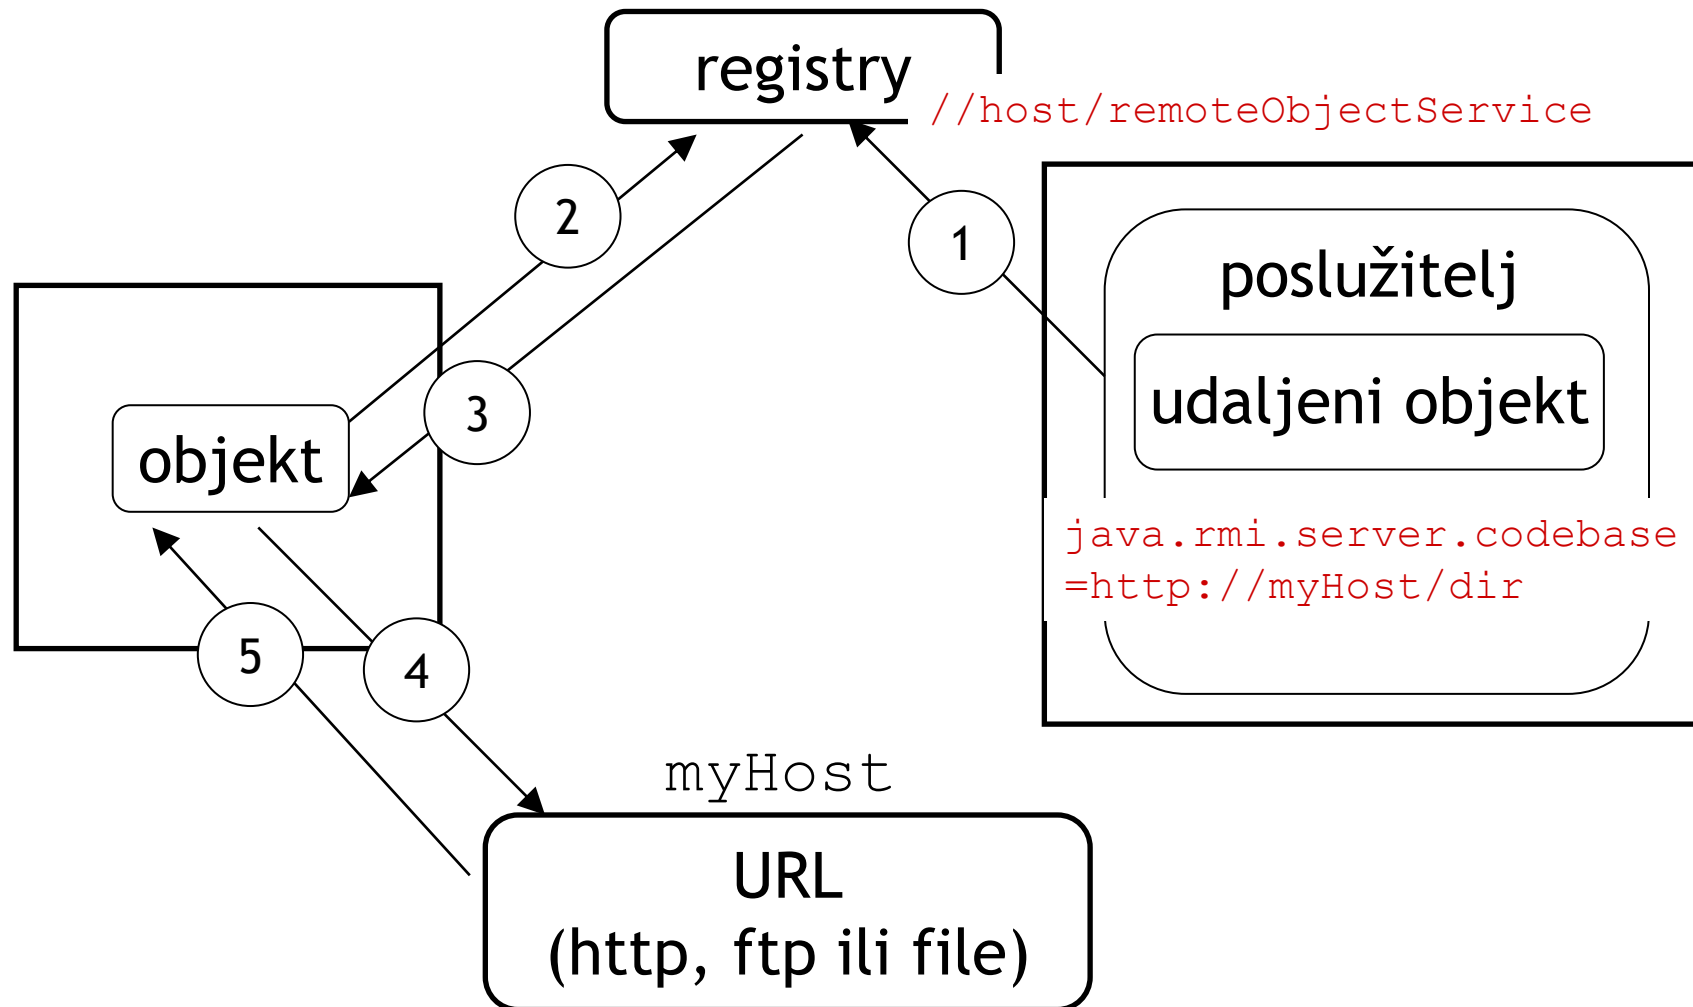 registry
//host/remoteObjectService
2
1
poslužitelj
udaljeni objekt
3
objekt
java.rmi.server.codebase
=http://myHost/dir
5
4
myHost
URL
(http, ftp ili file)